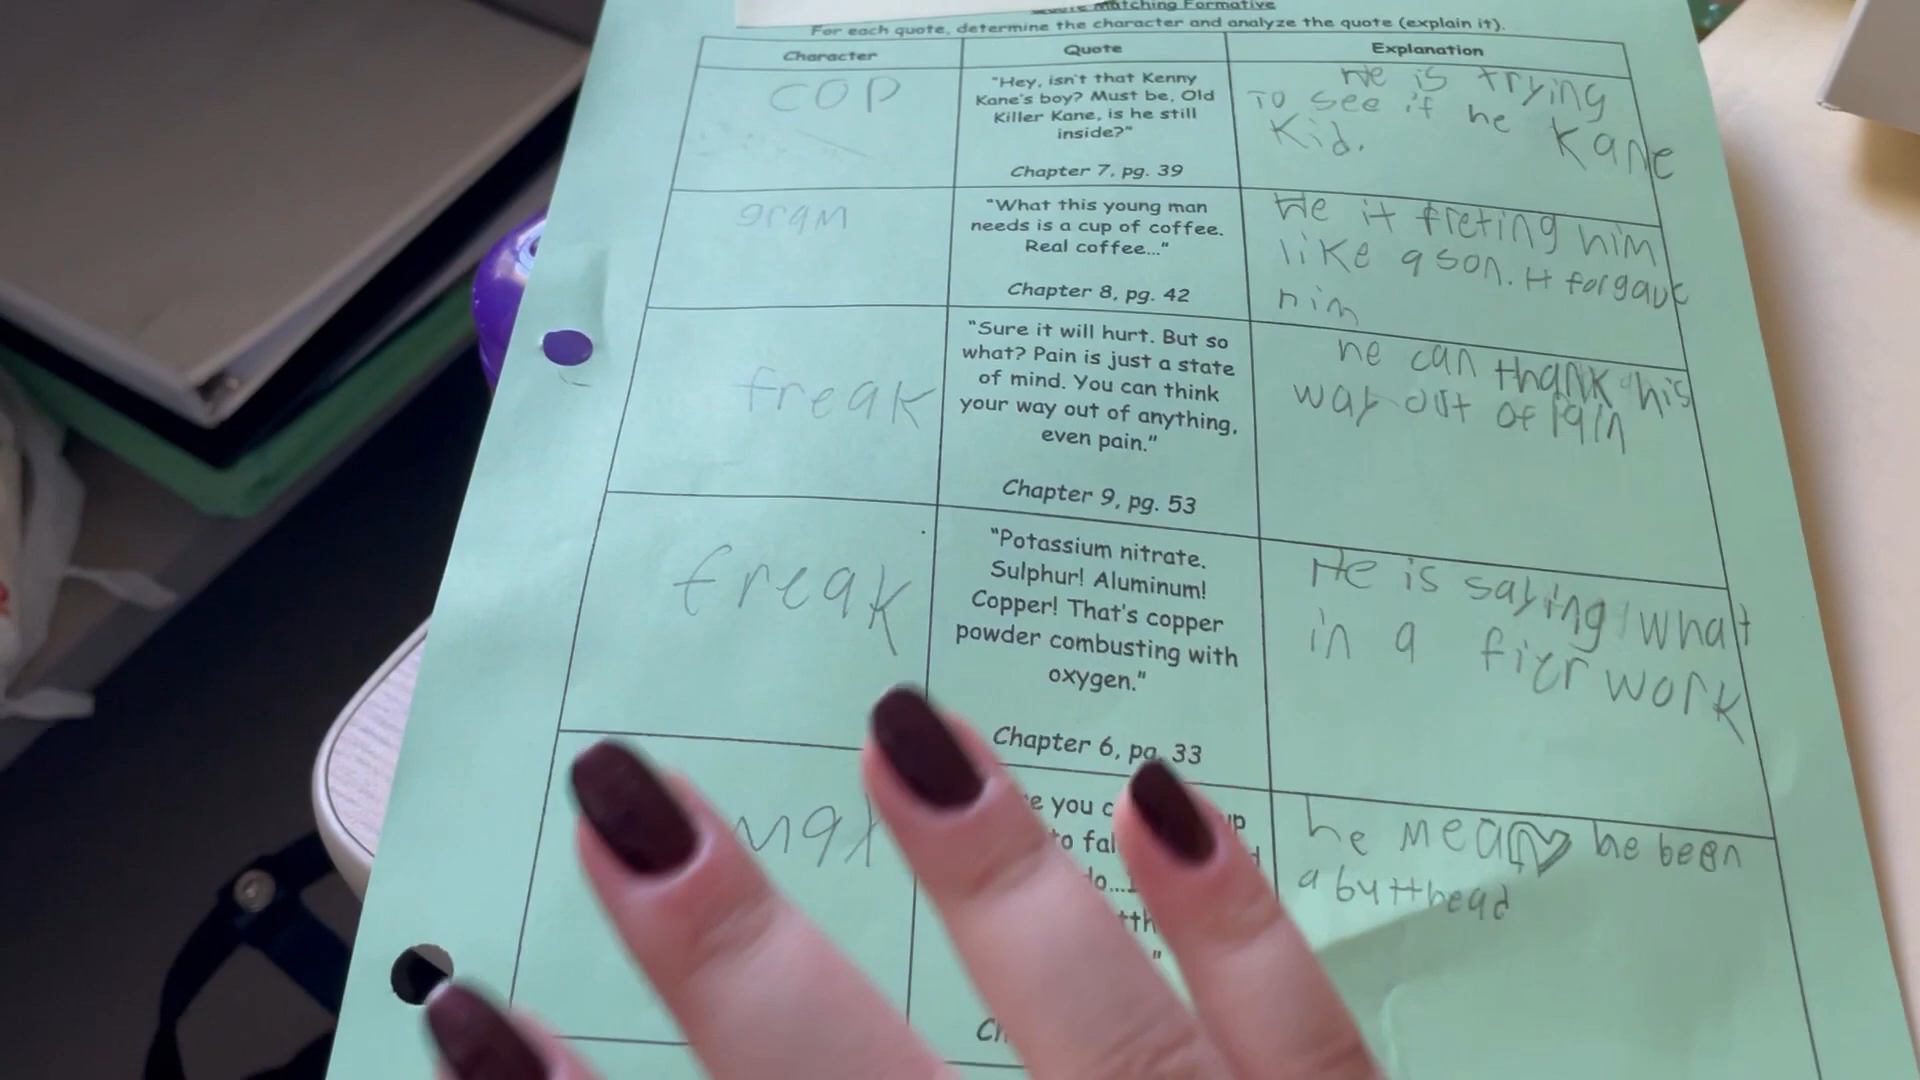 Matching Formative
For each quote, determine the character and analyze the quote (explain it).
Character
Quote
Explanation
COP
"Hey, isn't that Kenny
Kane's boy? Must be, Old
Killer Kane, is he still
inside?"
Chapter 7, pg. 39
He is trying
To see if he Kane
Kid.
gram
"What this young man
needs is a cup of coffee.
Real coffee..."
Chapter 8, pg. 42
He it freting him
like a son. H forgave
him
freak
"Sure it will hurt. But so
what? Pain is just a state
of mind. You can think
your way out of anything,
even pain."
Chapter 9, pg. 53
he can thank his
way out of Pain
freak
"Potassium nitrate.
Sulphur! Aluminum!
Copper! That's copper
powder combusting with
oxygen."
Chapter 6, pg. 33
He is saying what
in a fierwork
max
you
to
he been
a butthead